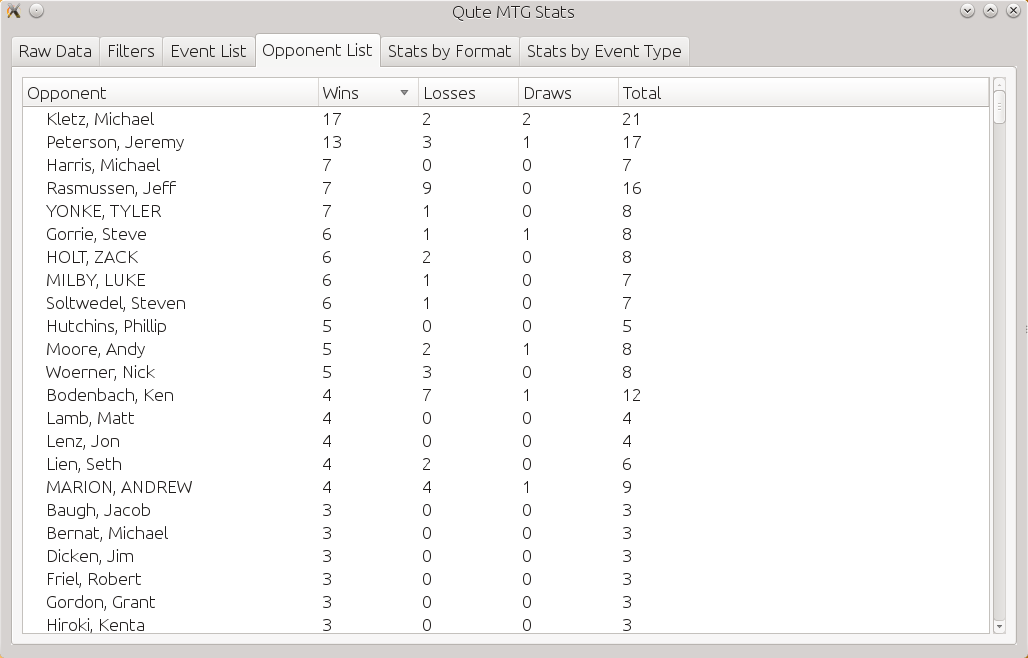 Qute MTG Stats
Raw Data Filters Event List Opponent List Stats by Format Stats by Event Type
Opponent Wins Losses Draws Total
Kletz, Michael 17 2 2 21
Peterson, Jeremy 13 3 1 17
Harris, Michael 7 0 0 7
Rasmussen, Jeff 7 9 0 16
YONKE, TYLER 7 1 0 8
Gorrie, Steve 6 1 1 8
HOLT, ZACK 6 2 0 8
MILBY, LUKE 6 1 0 7
Soltwedel, Steven 6 1 0 7
Hutchins, Phillip 5 0 0 5
Moore, Andy 5 2 1 8
Woerner, Nick 5 3 0 8
Bodenbach, Ken 4 7 1 12
Lamb, Matt 4 0 0 4
Lenz, Jon 4 0 0 4
Lien, Seth 4 2 0 6
MARION, ANDREW 4 4 1 9
Baugh, Jacob 3 0 0 3
Bernat, Michael 3 0 0 3
Dicken, Jim 3 0 0 3
Friel, Robert 3 0 0 3
Gordon, Grant 3 0 0 3
Hiroki, Kenta 3 0 0 3